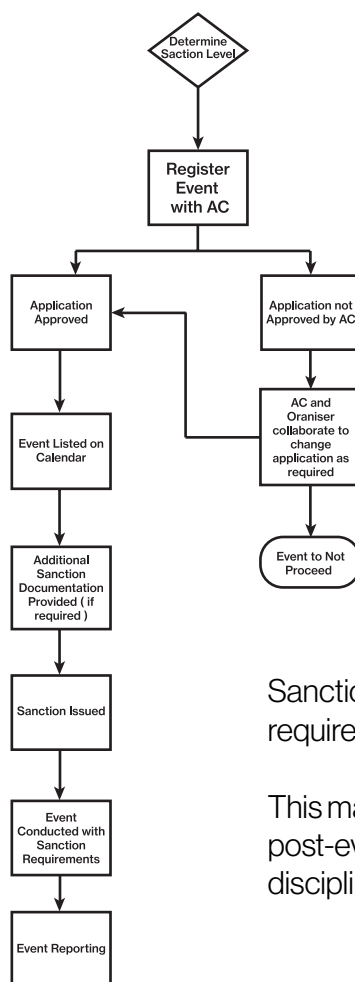 Determine
Saction Level
Register
Event
with AC
Application
Approved
Application not
Approved by AC
AC and
Oraniser
collaborate to
change
application as
required
Event Listed on
Calendar
Event to Not
Proceed
Additional
Sanction
Documentation
Provided ( if
required )
Sanction Issued
Event
Conducted with
Sanction
Requirements
Event Reporting
require
This
post-ev
discipli